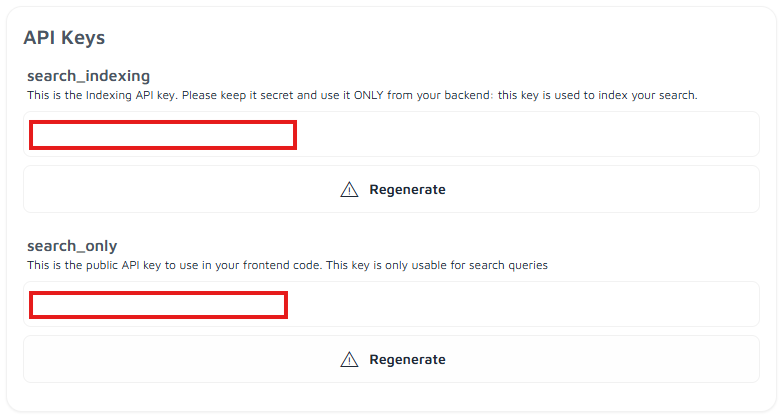 API Keys
search_indexing
This is the Indexing API key. Please keep it secret and use it ONLY from your backend: this key is used to index your search.
Regenerate
search_only
This is the public API key to use in your frontend code. This key is only usable for search queries
Regenerate